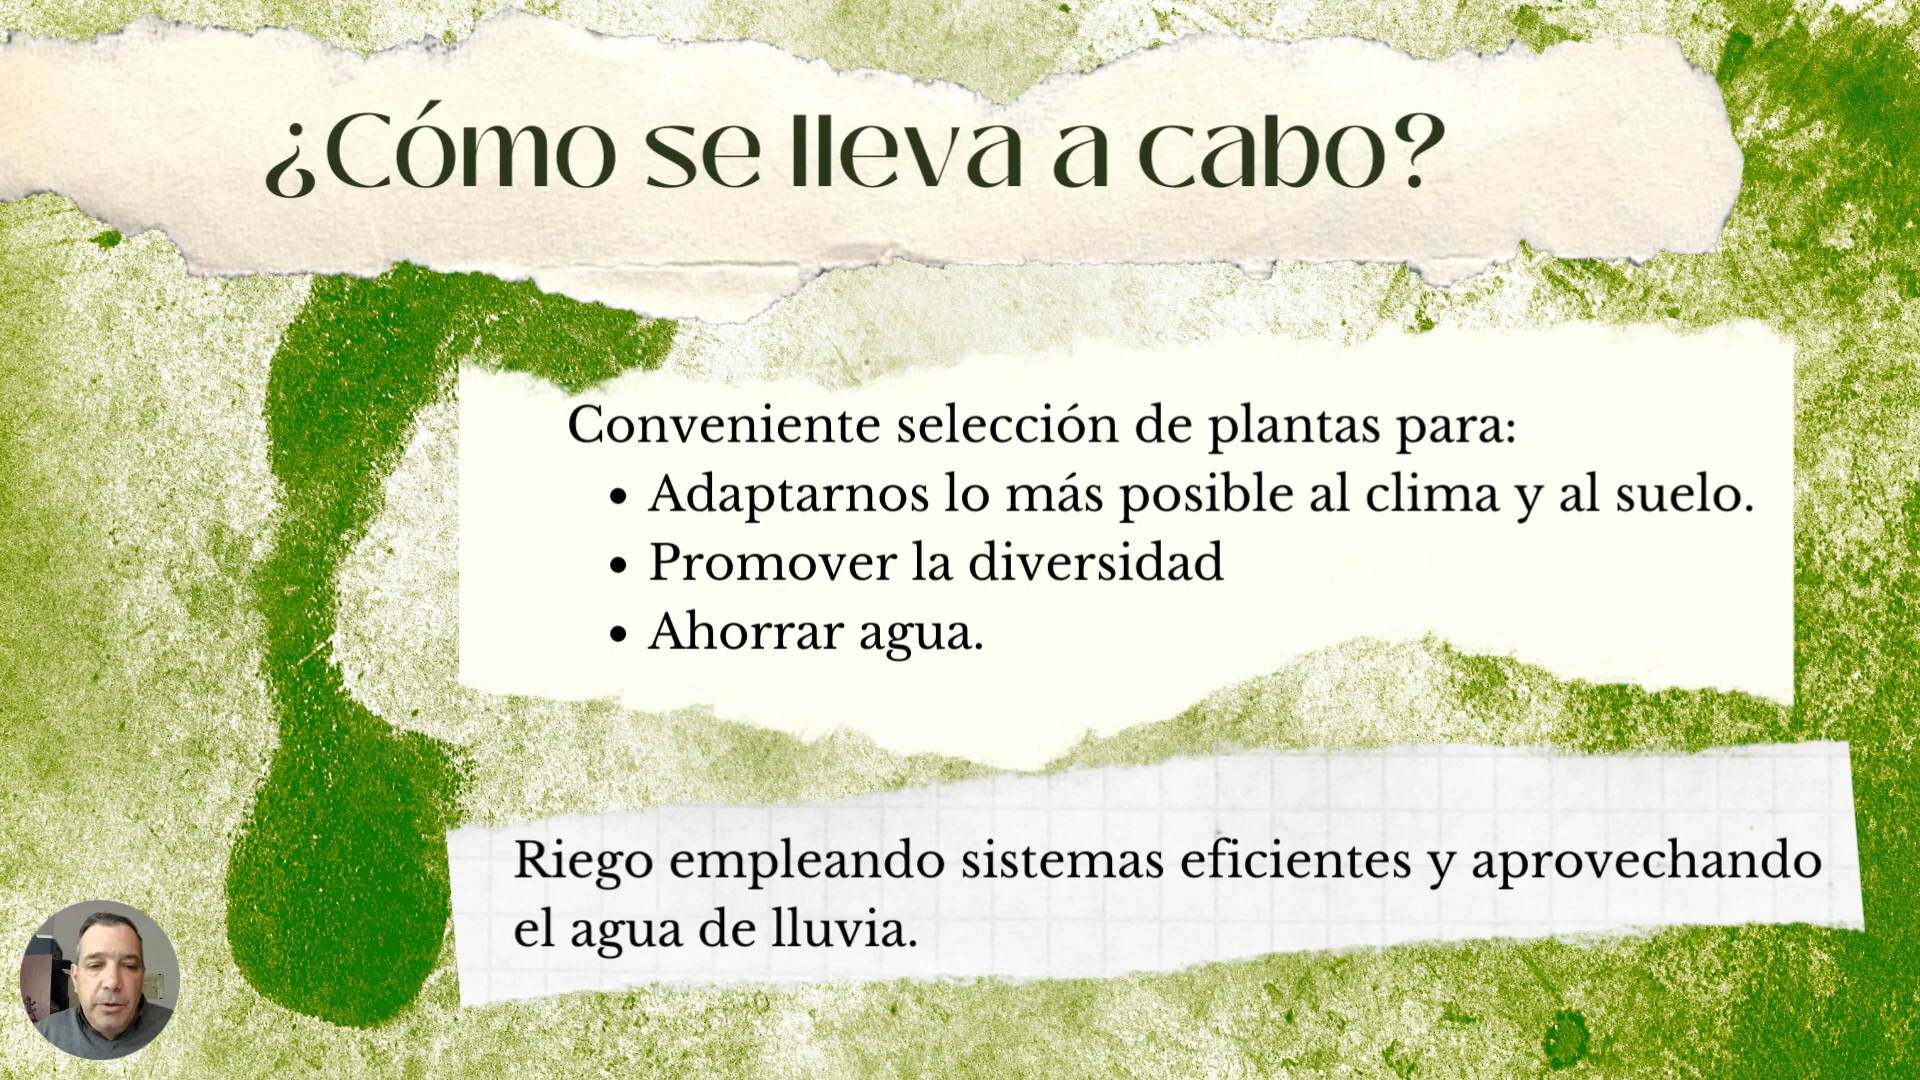 ¿Cómo se lleva a cabo?
Conveniente selección de plantas para:
• Adaptarnos lo más posible al clima y al suelo.
• Promover la diversidad
• Ahorrar agua.
Riego empleando sistemas eficientes y aprovechando
el agua de lluvia.